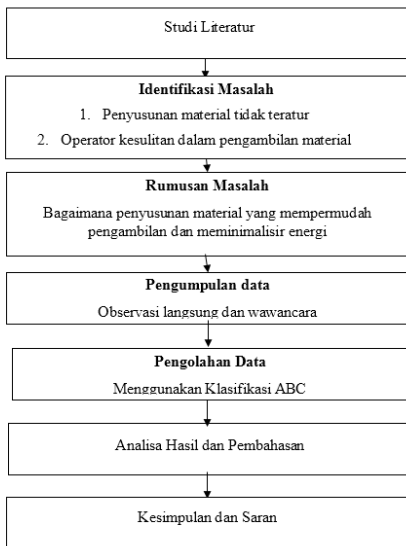 Studi Literatur
Identifikasi Masalah
1. Penyusunan material tidak teratur
2. Operator kesulitan dalam pengambilan material
Rumusan Masalah
Bagaimana penyusunan material yang mempermudah
pengambilan dan meminimalisir energi
Pengumpulan data
Observasi langsung dan wawancara
Pengolahan Data
Menggunakan Klasifikasi ABC
Analisa Hasil dan Pembahasan
Kesimpulan dan Saran